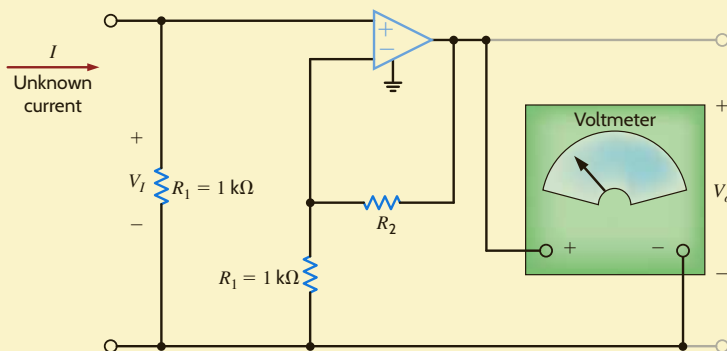 I
Unknown
current
+
V_I
−
R_1 = 1 kΩ
+
−
R_2
R_1 = 1 kΩ
Voltmeter
+
−
+
−